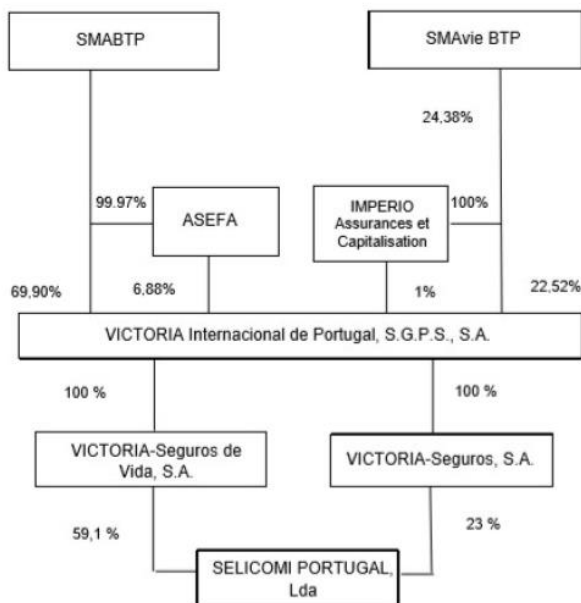 SMABTP
SMAvie BTP
24,38%
99.97%
ASEFA
IMPERIO
Assurances et
Capitalisation
100%
69,90%
6,88%
1%
22,52%
VICTORIA Internacional de Portugal, S.G.P.S., S.A.
100 %
100 %
VICTORIA-Seguros de
Vida, S.A.
VICTORIA-Seguros, S.A.
59,1 %
23 %
SELICOMI PORTUGAL,
Lda